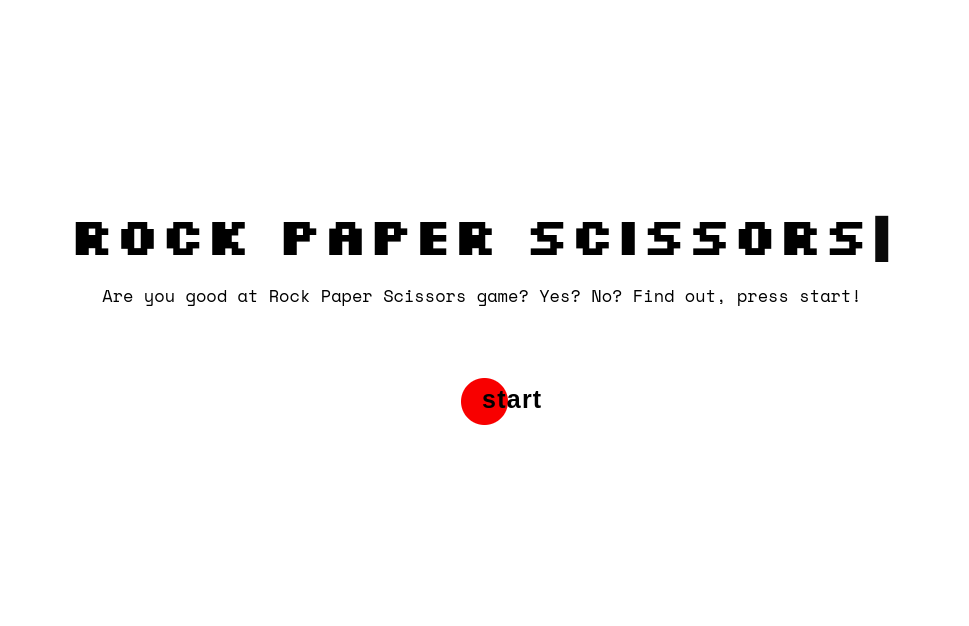 ROCK PAPER SCISSORS
Are you good at Rock Paper Scissors game? Yes? No? Find out, press start!
start